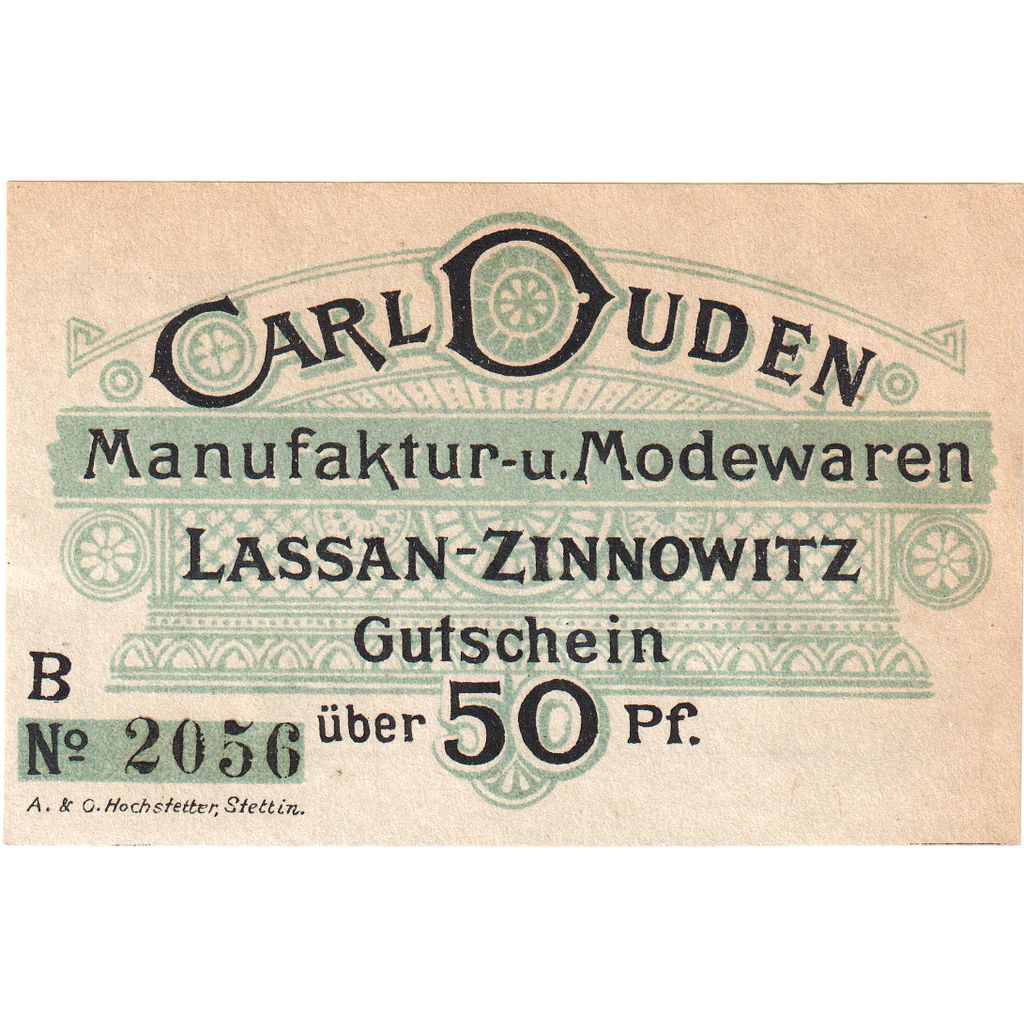 CARL DUDEN
Manufaktur-u. Modewaren
LASSAN-ZINNOWITZ
Gutschein
über 50 Pf.
B
No 2056
A. & O. Hochstetter, Stettin.